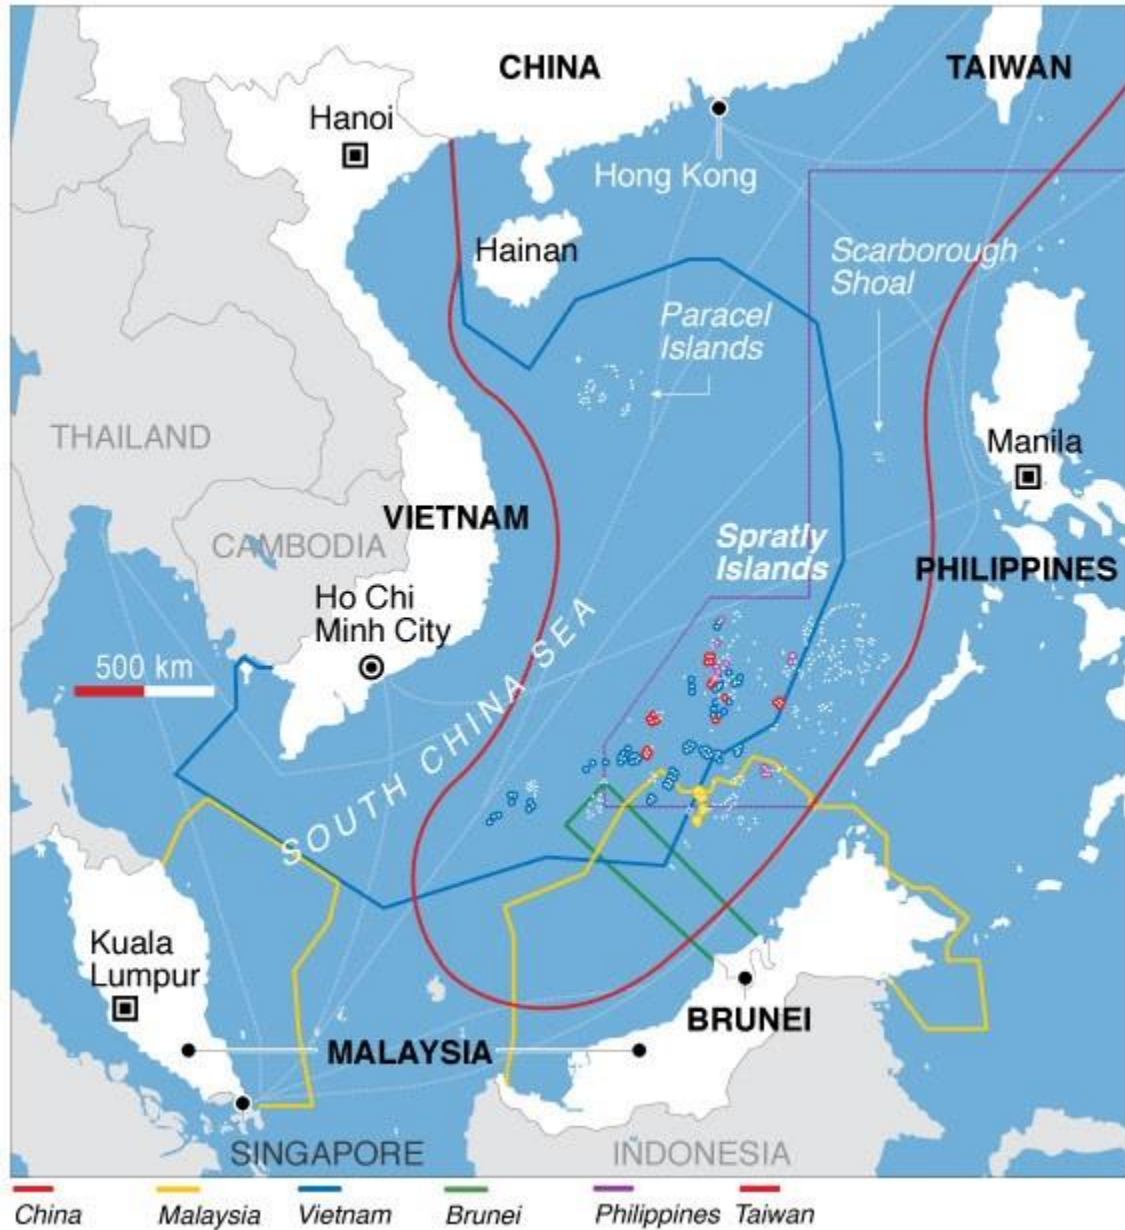 CHINA
TAIWAN
Hanoi
Hong Kong
Hainan
Scarborough
Shoal
Paracel
Islands
THAILAND
Manila
VIETNAM
CAMBODIA
Spratly
Islands
PHILIPPINES
Ho Chi
Minh City
500 km
SOUTH CHINA SEA
Kuala
Lumpur
BRUNEI
MALAYSIA
SINGAPORE
INDONESIA
China
Malaysia
Vietnam
Brunei
Philippines
Taiwan